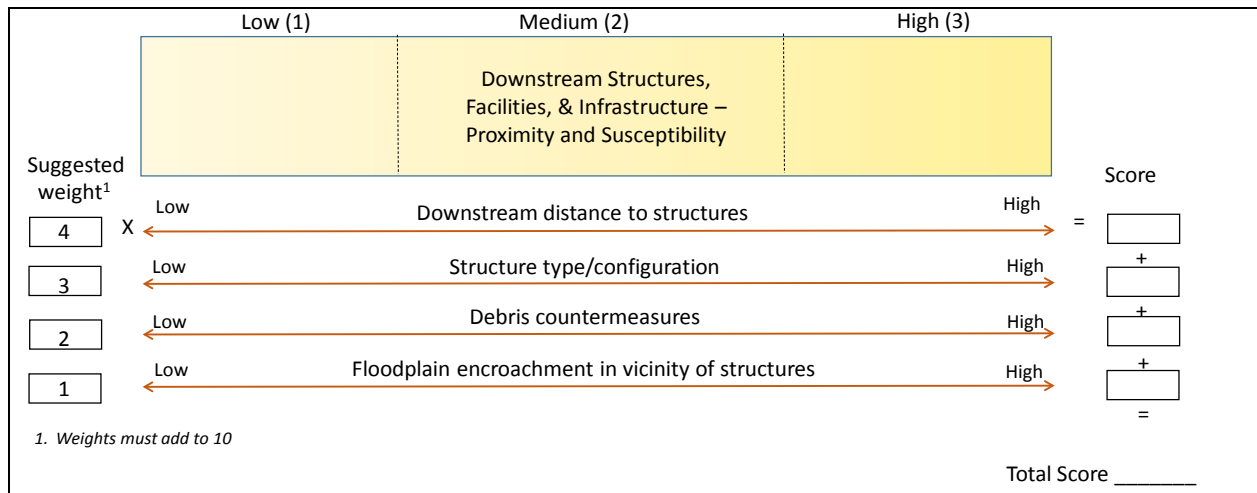 Low (1)
Medium (2)
High (3)
Downstream Structures,
Facilities, & Infrastructure –
Proximity and Susceptibility
Suggested
weight1
Score
Low
Downstream distance to structures
High
4
X
=
+
Low
Structure type/configuration
High
3
+
Low
Debris countermeasures
High
2
+
Low
Floodplain encroachment in vicinity of structures
High
1
=
1. Weights must add to 10
Total Score _______